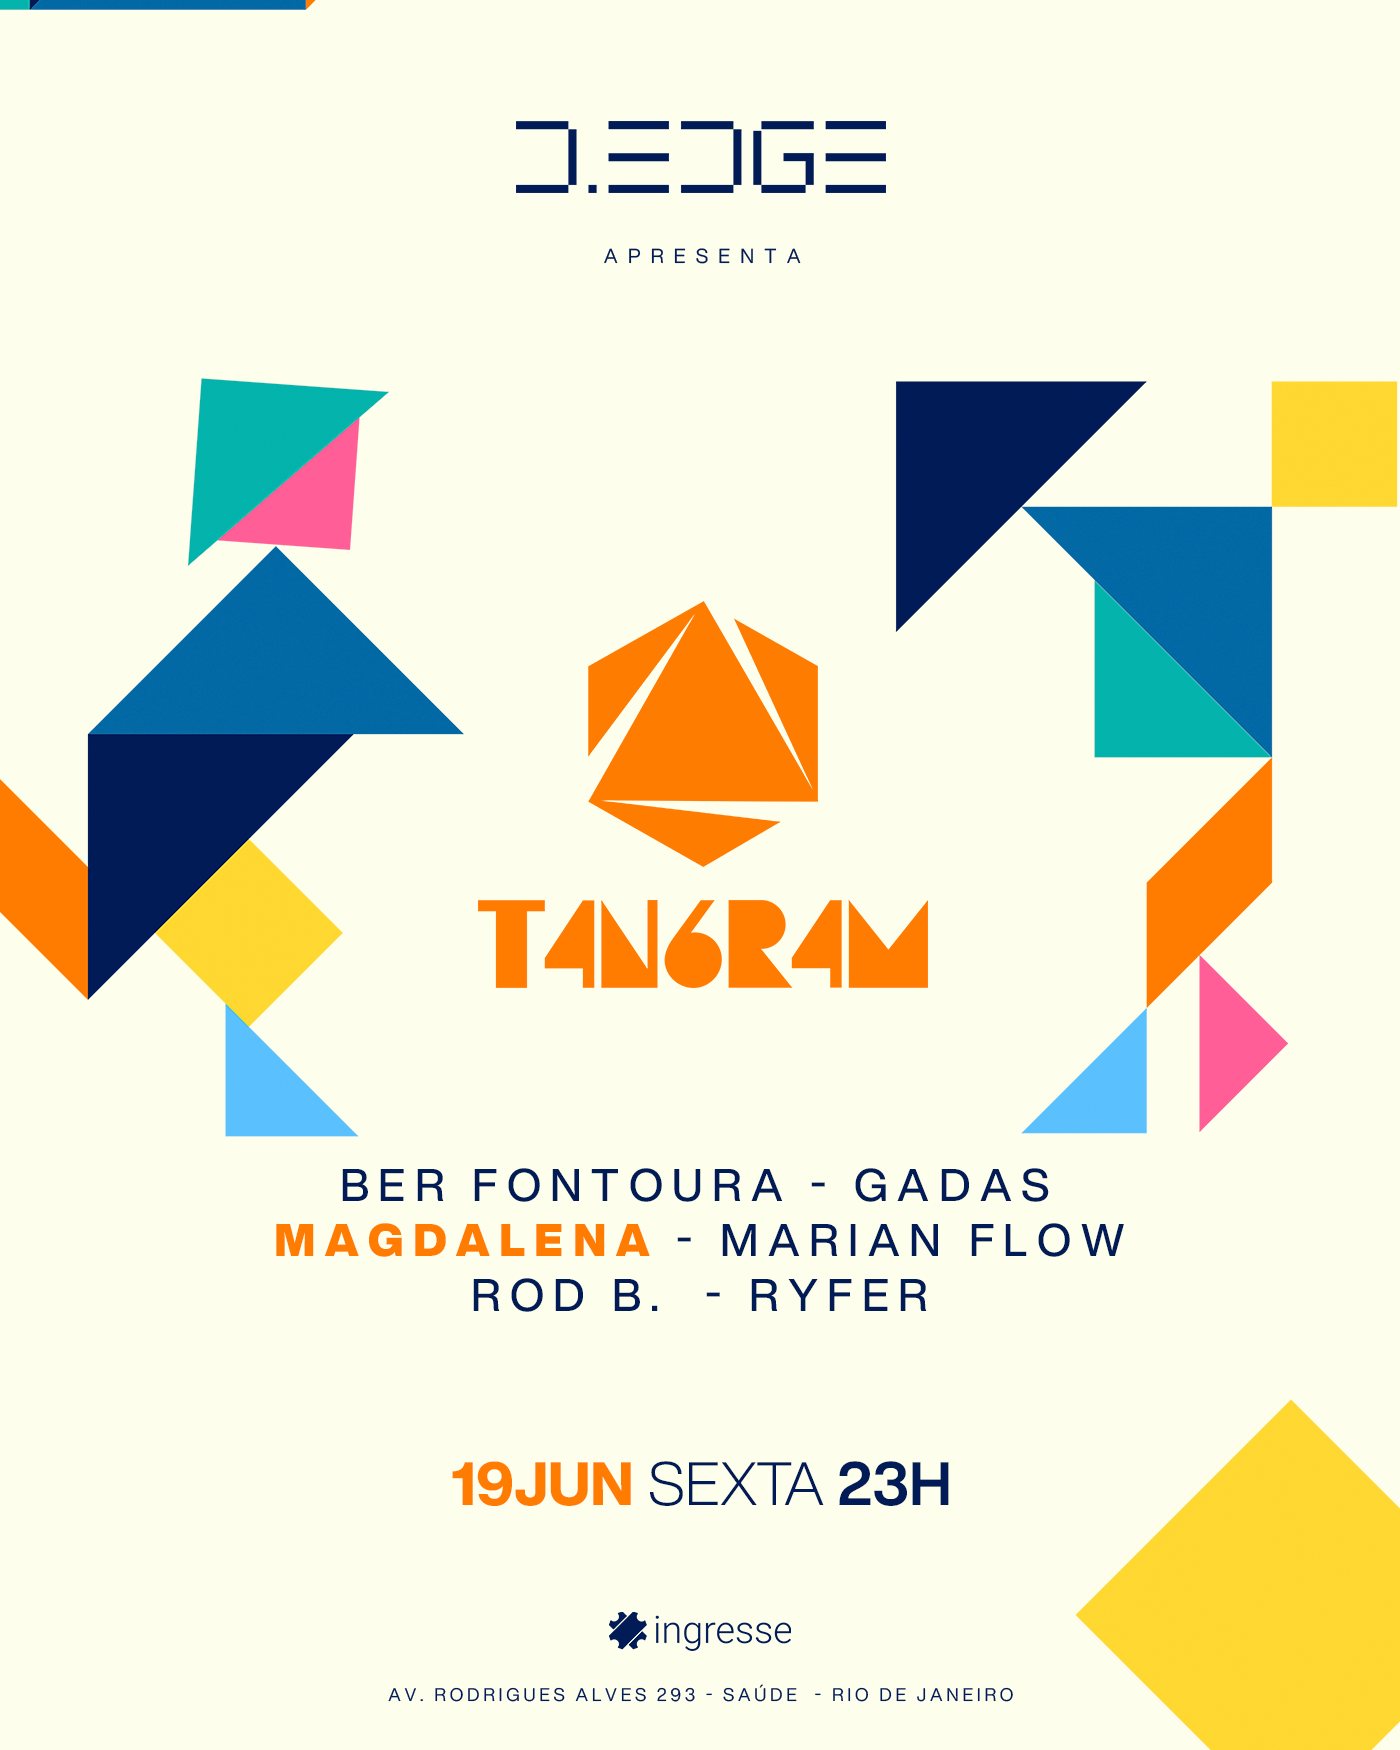 D.EDGE
APRESENTA
T4N6R4M
BER FONTOURA - GADAS
MAGDALENA - MARIAN FLOW
ROD B. - RYFER
19JUN SEXTA 23H
ingresse
AV. RODRIGUES ALVES 293 - SAÚDE - RIO DE JANEIRO